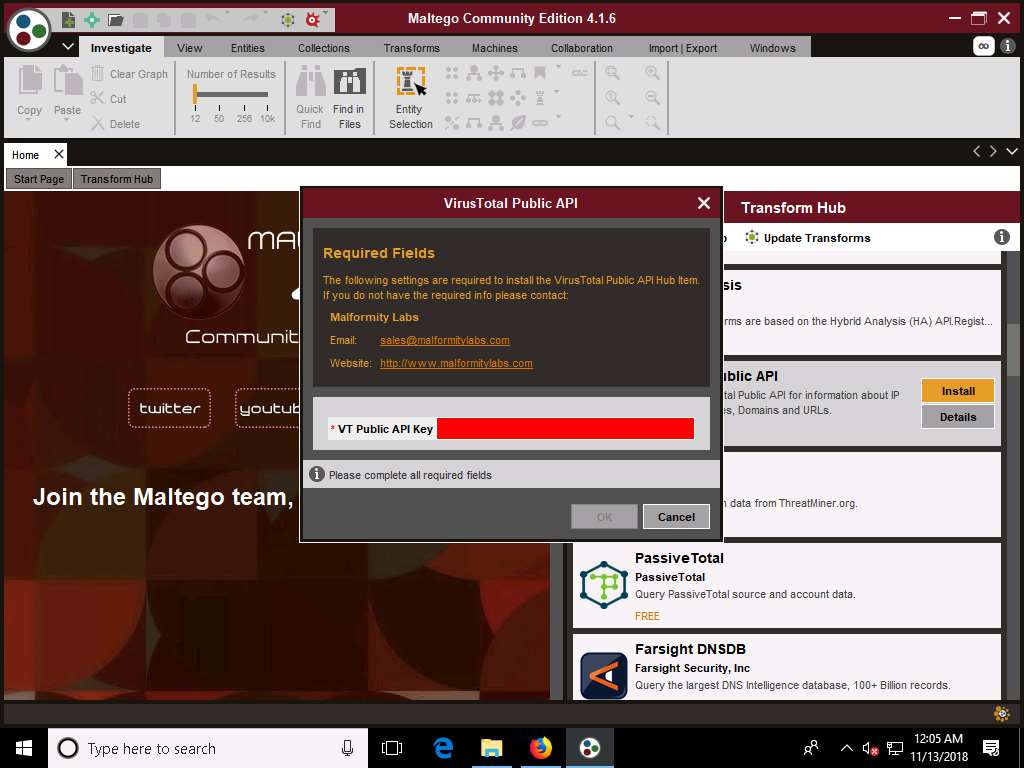 Maltego Community Edition 4.1.6
Investigate View Entities Collections Transforms Machines Collaboration Import | Export Windows
Copy
Paste
Clear Graph
Cut
Delete
Number of Results
12 50 256 10k
Quick Find
Find in Files
Entity Selection
Home
Start Page Transform Hub
Community
twitter
Join the Maltego team,
VirusTotal Public API
Required Fields
The following settings are required to install the VirusTotal Public API Hub Item.
If you do not have the required info please contact:
Malformity Labs
Email: sales@malformitylabs.com
Website: http://www.malformitylabs.com
* VT Public API Key
Please complete all required fields
OK Cancel
Transform Hub
Update Transforms
rms are based on the Hybrid Analysis (HA) API.Regist...
ublic API
tal Public API for information about IP
es, Domains and URLs.
Install
Details
data from ThreatMiner.org.
PassiveTotal
PassiveTotal
Query PassiveTotal source and account data.
FREE
Farsight DNSDB
Farsight Security, Inc
Query the largest DNS Intelligence database, 100+ Billion records.
Type here to search
12:05 AM
11/13/2018